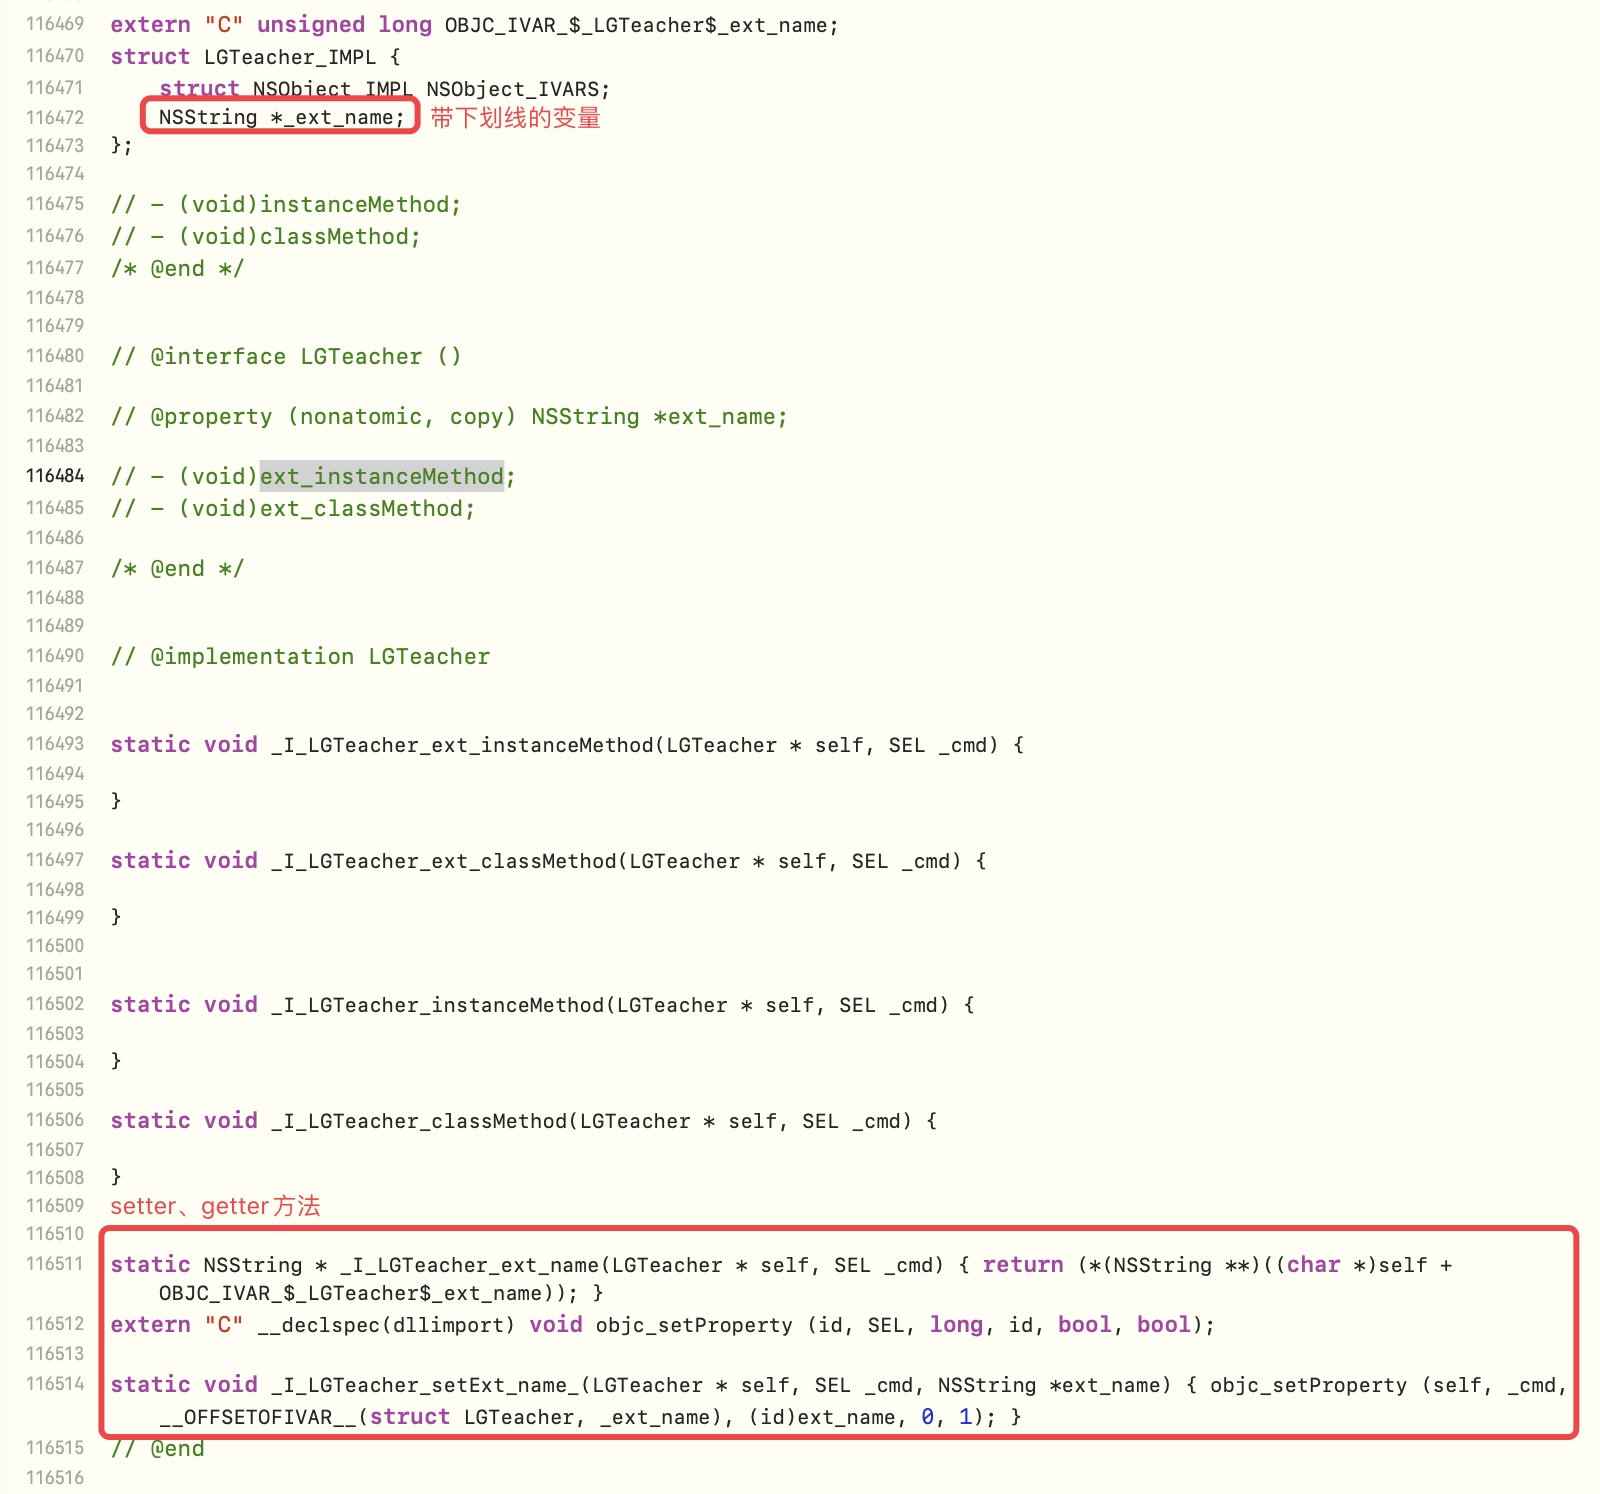 116469 extern "C" unsigned long OBJC_IVAR_$_LGTeacher$_ext_name;
116470 struct LGTeacher_IMPL {
116471     struct NSObject_IMPL NSObject_IVARS;
116472     NSString *_ext_name; 带下划线的变量
116473 };
116474
116475 // - (void)instanceMethod;
116476 // - (void)classMethod;
116477 /* @end */
116478
116479
116480 // @interface LGTeacher ()
116481
116482 // @property (nonatomic, copy) NSString *ext_name;
116483
116484 // - (void)ext_instanceMethod;
116485 // - (void)ext_classMethod;
116486
116487 /* @end */
116488
116489
116490 // @implementation LGTeacher
116491
116492
116493 static void _I_LGTeacher_ext_instanceMethod(LGTeacher * self, SEL _cmd) {
116494
116495 }
116496
116497 static void _I_LGTeacher_ext_classMethod(LGTeacher * self, SEL _cmd) {
116498
116499 }
116500
116501
116502 static void _I_LGTeacher_instanceMethod(LGTeacher * self, SEL _cmd) {
116503
116504 }
116505
116506 static void _I_LGTeacher_classMethod(LGTeacher * self, SEL _cmd) {
116507
116508 }
116509 setter、getter方法
116510
116511 static NSString * _I_LGTeacher_ext_name(LGTeacher * self, SEL _cmd) { return (*(NSString **)((char *)self +
OBJC_IVAR_$_LGTeacher$_ext_name)); }
116512 extern "C" __declspec(dllimport) void objc_setProperty (id, SEL, long, id, bool, bool);
116513
116514 static void _I_LGTeacher_setExt_name_(LGTeacher * self, SEL _cmd, NSString *ext_name) { objc_setProperty (self, _cmd,
__OFFSETOFIVAR__(struct LGTeacher, _ext_name), (id)ext_name, 0, 1); }
116515 // @end
116516